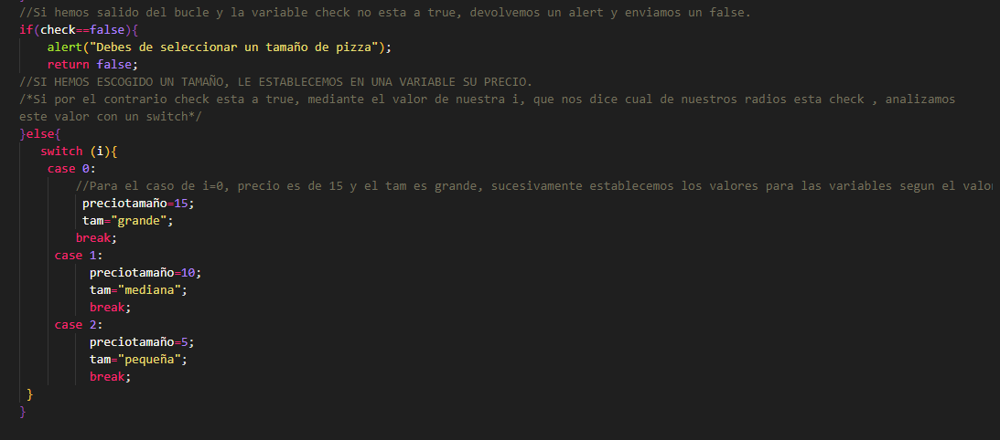 //Si hemos salido del bucle y la variable check no esta a true, devolvemos un alert y enviamos un false.
if(check==false){
alert("Debes de seleccionar un tamaño de pizza");
return false;
//SI HEMOS ESCOGIDO UN TAMAÑO, LE ESTABLECEMOS EN UNA VARIABLE SU PRECIO.
/*Si por el contrario check esta a true, mediante el valor de nuestra i, que nos dice cual de nuestros radios esta check , analizamos
este valor con un switch*/
}else{
switch (i){
case 0:
//Para el caso de i=0, precio es de 15 y el tam es grande, sucesivamente establecemos los valores para las variables segun el valo
preciotamaño=15;
tam="grande";
break;
case 1:
preciotamaño=10;
tam="mediana";
break;
case 2:
preciotamaño=5;
tam="pequeña";
break;
}
}